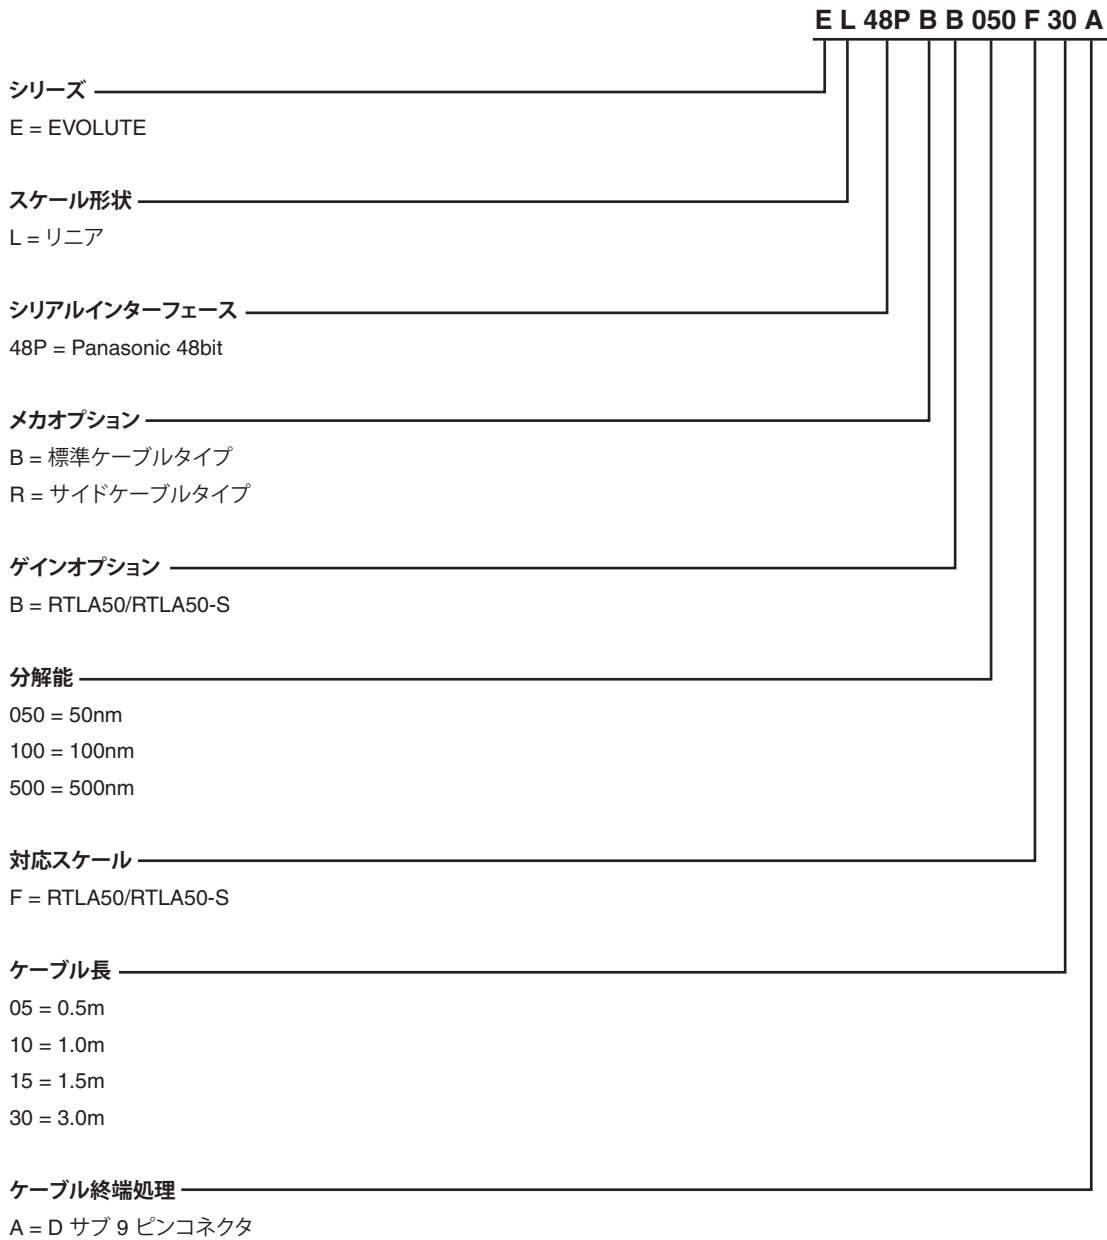 E L 48P B B 050 F 30 A
シリーズ
E = EVOLUTE
スケール形状
L = リニア
シリアルインターフェース
48P = Panasonic 48bit
メカオプション
B = 標準ケーブルタイプ
R = サイドケーブルタイプ
ゲインオプション
B = RTLA50/RTLA50-S
分解能
050 = 50nm
100 = 100nm
500 = 500nm
対応スケール
F = RTLA50/RTLA50-S
ケーブル長
05 = 0.5m
10 = 1.0m
15 = 1.5m
30 = 3.0m
ケーブル終端処理
A = D サブ 9 ピンコネクタ